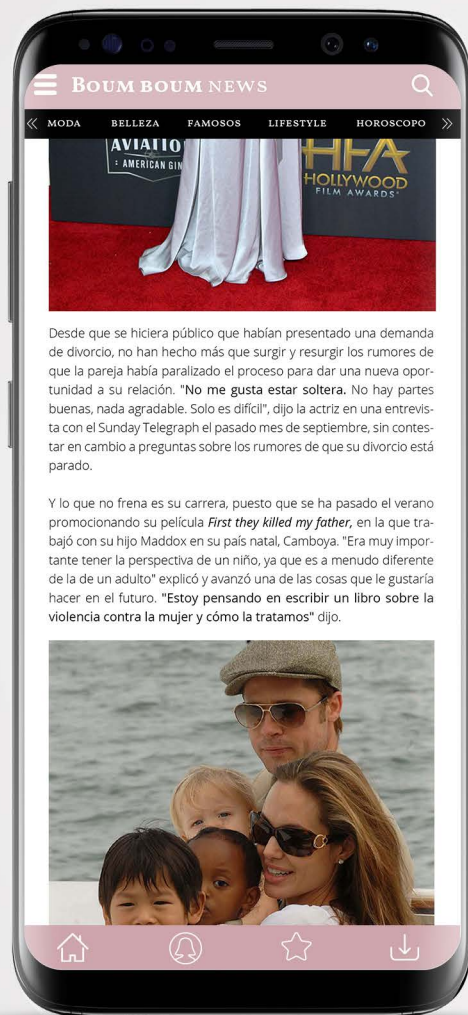 BOUM BOUM NEWS
MODA BELLEZA FAMOSOS LIFESTYLE HOROSCOPO
AVIATIO
: AMERICAN GIN
HFA
HOLLYWOOD
FILM AWARDS
Desde que se hiciera público que habían presentado una demanda
de divorcio, no han hecho más que surgir y resurgir los rumores de
que la pareja había paralizado el proceso para dar una nueva opor-
tunidad a su relación. "No me gusta estar soltera. No hay partes
buenas, nada agradable. Solo es difícil", dijo la actriz en una entrevis-
ta con el Sunday Telegraph el pasado mes de septiembre, sin contes-
tar en cambio a preguntas sobre los rumores de que su divorcio está
parado.
Y lo que no frena es su carrera, puesto que se ha pasado el verano
promocionando su película First they killed my father, en la que tra-
bajó con su hijo Maddox en su país natal, Camboya. "Era muy impor-
tante tener la perspectiva de un niño, ya que es a menudo diferente
de la de un adulto" explicó y avanzó una de las cosas que le gustaría
hacer en el futuro. "Estoy pensando en escribir un libro sobre la
violencia contra la mujer y cómo la tratamos" dijo.